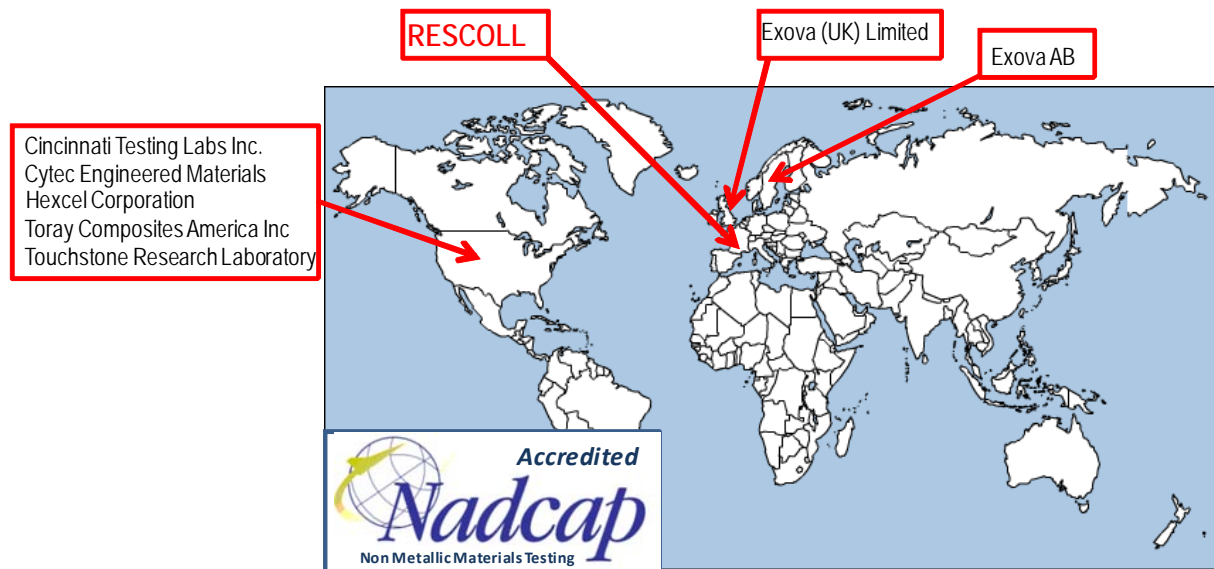 RESCOLL
Exova (UK) Limited
Exova AB
Cincinnati Testing Labs Inc.
Cytec Engineered Materials
Hexcel Corporation
Toray Composites America Inc
Touchstone Research Laboratory
Accredited
Nadcap
Non Metallic Materials Testing